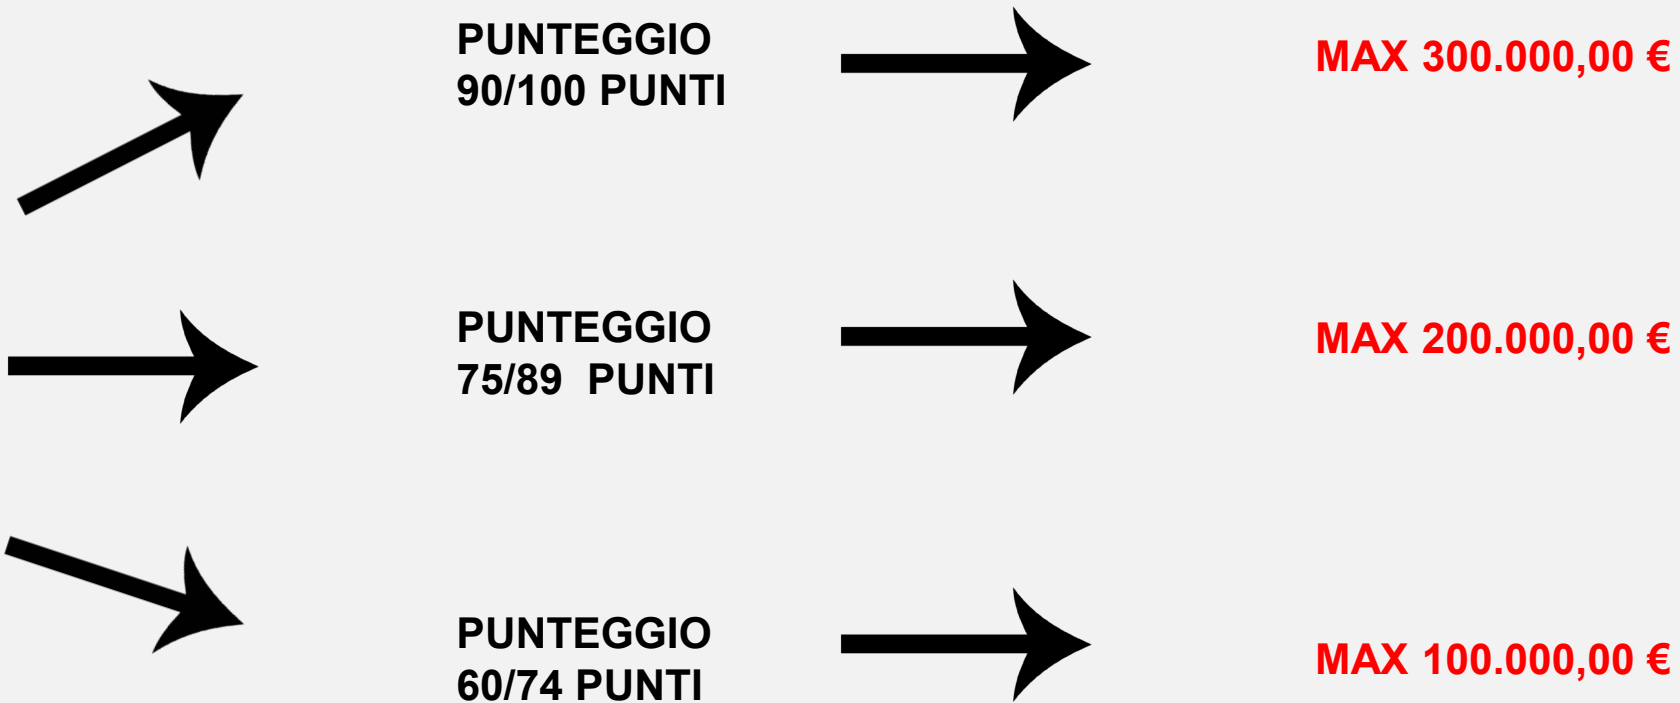 PUNTEGGIO
90/100 PUNTI
MAX 300.000,00 €
PUNTEGGIO
75/89 PUNTI
MAX 200.000,00 €
PUNTEGGIO
60/74 PUNTI
MAX 100.000,00 €